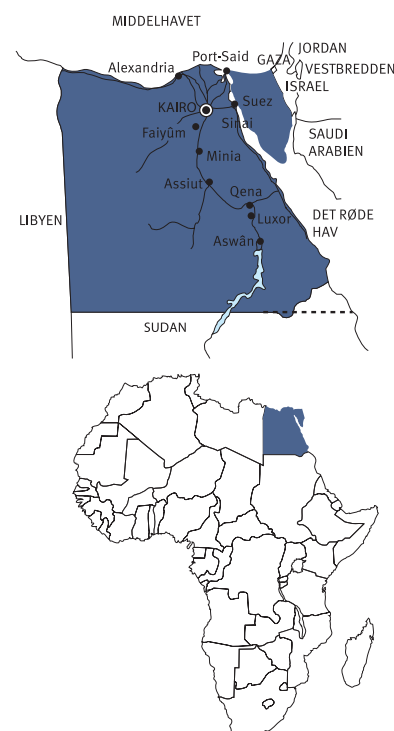 MIDDELHAVET
Port-Said
JORDAN
GAZA
VESTBREDDEN
Alexandria
ISRAEL
KAIRO
Suez
Sinai
Faiyûm
SAUDI
ARABIEN
Minia
Assiut
Qena
LIBYEN
Luxor
DET RØDE
HAV
Aswân
SUDAN